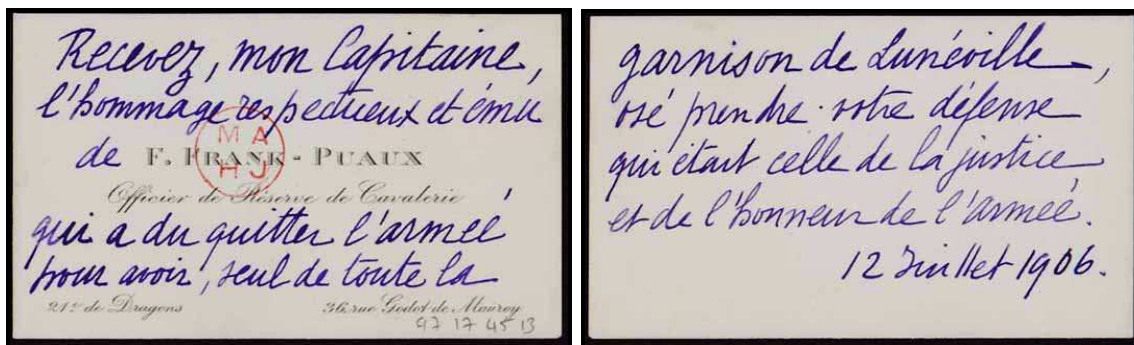 Recevez, mon Capitaine,
l'hommage respectueux et ému
de F. FRANK - PUAUX
MA
HJ
Officier de Réserve de Cavalerie
qui a du quitter l'armée
pour avoir, seul de toute la
21e de Dragons 36, rue Godot de Mauroy
97 17 45 13
garnison de Lunéville,
osé prendre votre défense
qui était celle de la justice
et de l'honneur de l'armée.
12 Juillet 1906.